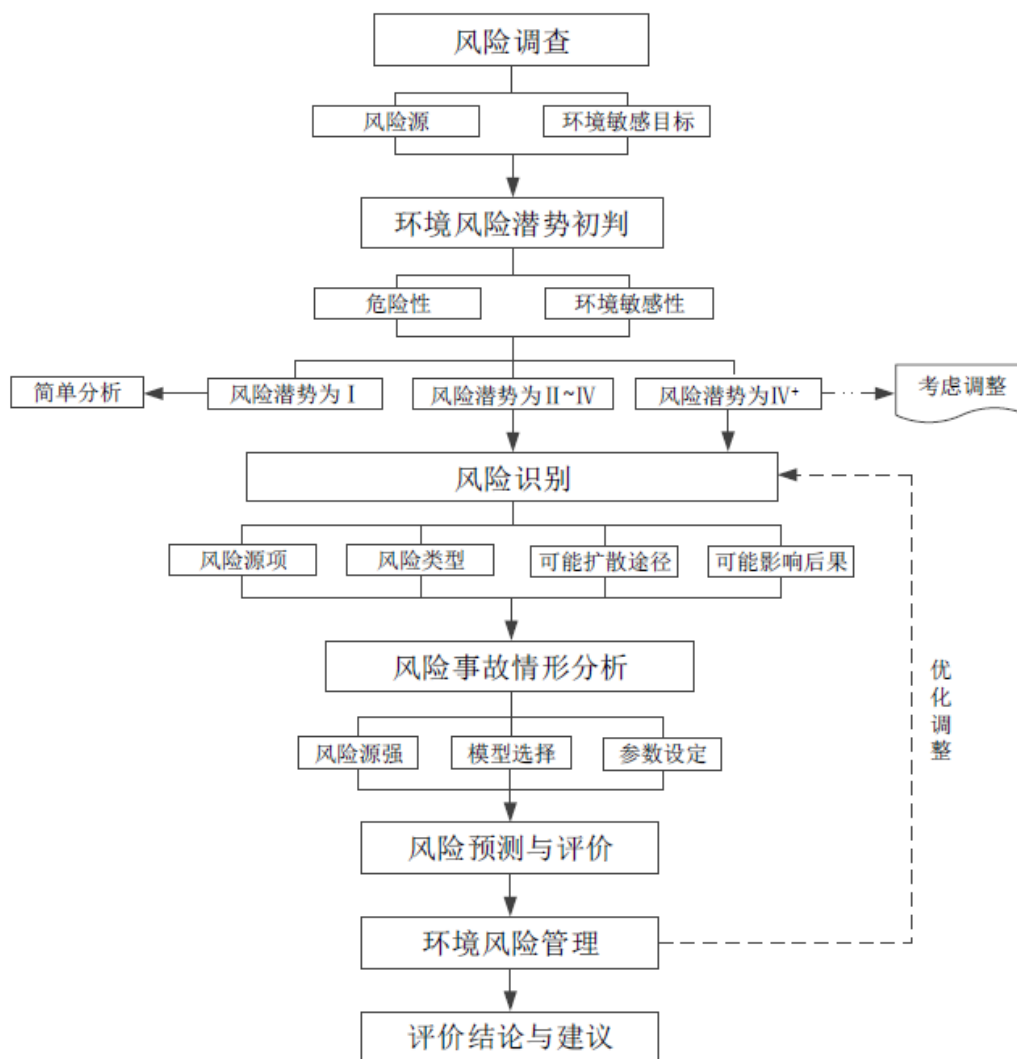 风险调查
风险源
环境敏感目标
环境风险潜势初判
危险性
环境敏感性
简单分析
风险潜势为Ⅰ
风险潜势为Ⅱ~Ⅳ
风险潜势为Ⅳ⁺
考虑调整
风险识别
风险源项
风险类型
可能扩散途径
可能影响后果
风险事故情形分析
风险源强
模型选择
参数设定
优化调整
风险预测与评价
环境风险管理
评价结论与建议